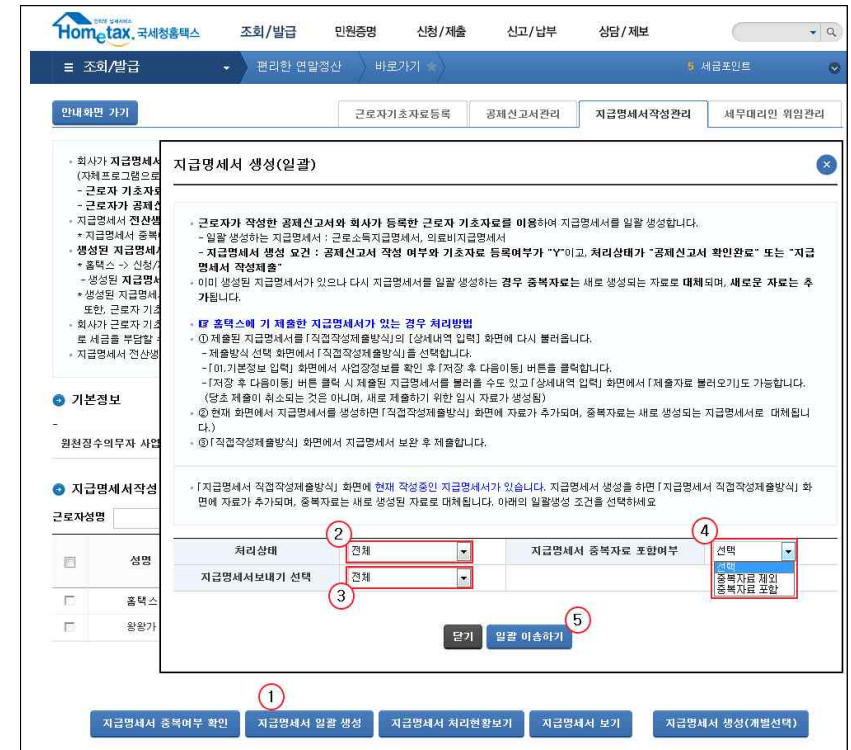 Hometax. 국세청홈택스
조회/발급 민원증명 신청/제출 신고/납부 상담/제보
≡ 조회/발급 편리한 연말정산 바로가기 5 세금포인트
안내화면 가기
근로자기초자료등록 공제신고서관리 지급명세서작성관리 세무대리인 위임관리
• 회사가 지급명세서
(자체프로그램으로
- 근로자 기초자료
- 근로자가 공제신
• 지급명세서 전산생
* 지급명세서 중복
• 생성된 지급명세서
* 홈택스 -> 신청/
- 생성된 지급명세
* 생성된 지급명세
또한, 근로자 기초
• 회사가 근로자 기초
로 세금을 부담할
• 지급명세서 전산생
기본정보
-
원천징수의무자 사업
지급명세서작성
근로자성명
성명
홈택스
왕왕가
지급명세서 생성(일괄)
• 근로자가 작성한 공제신고서와 회사가 등록한 근로자 기초자료를 이용하여 지급명세서를 일괄 생성합니다.
- 일괄 생성하는 지급명세서 : 근로소득지급명세서, 의료비지급명세서
- 지급명세서 생성 요건 : 공제신고서 작성 여부와 기초자료 등록여부가 "Y"이고, 처리상태가 "공제신고서 확인완료" 또는 "지급
명세서 작성제출"
• 이미 생성된 지급명세서가 있으나 다시 지급명세서를 일괄 생성하는 경우 중복자료는 새로 생성되는 자료로 대체되며, 새로운 자료는 추
가됩니다.
• ☞ 홈택스에 기 제출한 지급명세서가 있는 경우 처리방법
• ① 제출된 지급명세서를 「직접작성제출방식」의 [상세내역 입력] 화면에 다시 불러옵니다.
- 제출방식 선택 화면에서 「직접작성제출방식」을 선택합니다.
- 「01.기본정보 입력」 화면에서 사업장정보를 확인 후 「저장 후 다음이동」 버튼을 클릭합니다.
- 「저장 후 다음이동」 버튼 클릭 시 제출된 지급명세서를 불러올 수도 있고 「상세내역 입력」 화면에서 「제출자료 불러오기」도 가능합니다.
(당초 제출이 취소되는 것은 아니며, 새로 제출하기 위한 임시 자료가 생성됨)
• ② 현재 화면에서 지급명세서를 생성하면 「직접작성제출방식」 화면에 자료가 추가되며, 중복자료는 새로 생성되는 지급명세서로 대체됩니
다.)
• ③ 「직접작성제출방식」 화면에서 지급명세서 보완 후 제출합니다.
• 「지급명세서 직접작성제출방식」 화면에 현재 작성중인 지급명세서가 있습니다. 지급명세서 생성을 하면 「지급명세서 직접작성제출방식」 화
면에 자료가 추가되며, 중복자료는 새로 생성된 자료로 대체됩니다. 아래의 일괄생성 조건을 선택하세요
② ④
처리상태 전체 지급명세서 중복자료 포함여부 선택
선택
중복자료 제외
중복자료 포함
지급명세서보내기 선택 전체
③
닫기 일괄 이송하기 ⑤
①
지급명세서 중복여부 확인 지급명세서 일괄 생성 지급명세서 처리현황보기 지급명세서 보기 지급명세서 생성(개별선택)